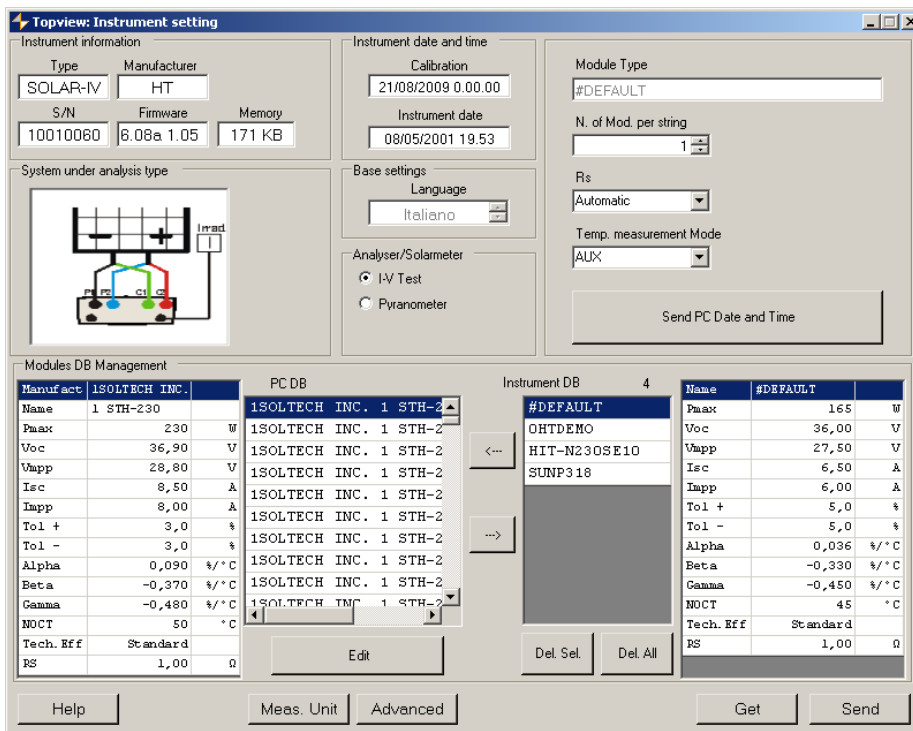 Topview: Instrument setting
Instrument information
Type Manufacturer
SOLAR-IV HT
S/N Firmware Memory
10010060 6.08a 1.05 171 KB
Instrument date and time
Calibration
21/08/2009 0.00.00
Instrument date
08/05/2001 19.53
Module Type
#DEFAULT
N. of Mod. per string
1
Rs
Automatic
Temp. measurement Mode
AUX
Send PC Date and Time
System under analysis type
Irrad
P1 P2 C1 C2
Base settings
Language
Italiano
Analyser/Solarmeter
I-V Test
Pyranometer
Modules DB Management
Manufact 1SOLTECH INC.
Name 1 STH-230
Pmax 230 W
Voc 36,90 V
Vmpp 28,80 V
Isc 8,50 A
Impp 8,00 A
Tol + 3,0 %
Tol - 3,0 %
Alpha 0,090 %/°C
Beta -0,370 %/°C
Gamma -0,480 %/°C
NOCT 50 °C
Tech.Eff Standard
RS 1,00 Ω
PC DB
1SOLTECH INC. 1 STH-2
1SOLTECH INC. 1 STH-2
1SOLTECH INC. 1 STH-2
1SOLTECH INC. 1 STH-2
1SOLTECH INC. 1 STH-2
1SOLTECH INC. 1 STH-2
1SOLTECH INC. 1 STH-2
1SOLTECH INC. 1 STH-2
1SOLTECH INC. 1 STH-2
1SOLTECH INC. 1 STH-2
Edit
<---
--->
Instrument DB 4
#DEFAULT
0HTDEMO
HIT-N230SE10
SUNP318
Del. Sel. Del. All
Name #DEFAULT
Pmax 165 W
Voc 36,00 V
Vmpp 27,50 V
Isc 6,50 A
Impp 6,00 A
Tol + 5,0 %
Tol - 5,0 %
Alpha 0,036 %/°C
Beta -0,330 %/°C
Gamma -0,450 %/°C
NOCT 45 °C
Tech.Eff Standard
RS 1,00 Ω
Help Meas. Unit Advanced Get Send